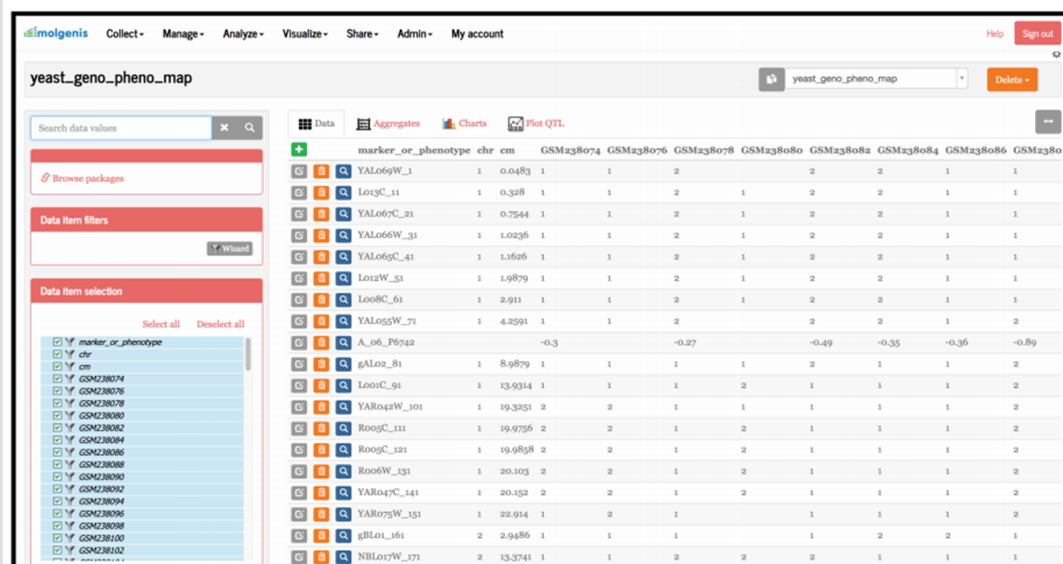 molgenis Collect Manage Analyze Visualize Share Admin My account Help Sign out
yeast_geno_pheno_map yeast_geno_pheno_map Delete
Search data values
Browse packages
Data item filters
Wizard
Data item selection
Select all Deselect all
marker_or_phenotype
chr
cm
GSM238074
GSM238076
GSM238078
GSM238080
GSM238082
GSM238084
GSM238086
GSM238088
GSM238090
GSM238092
GSM238094
GSM238096
GSM238098
GSM238100
GSM238102
Data Aggregates Charts Plot QTL
marker_or_phenotype chr cm GSM238074 GSM238076 GSM238078 GSM238080 GSM238082 GSM238084 GSM238086 GSM2380
YAL069W_1 1 0.0483 1 1 2 2 2 1 1
L013C_11 1 0.328 1 1 2 1 2 2 1 1
YAL067C_21 1 0.7544 1 1 2 1 2 2 1 1
YAL066W_31 1 1.0236 1 1 2 1 2 2 1 1
YAL065C_41 1 1.1626 1 1 2 1 2 2 1 1
L012W_51 1 1.9879 1 1 2 1 2 2 1 1
L008C_61 1 2.911 1 1 2 1 2 2 1 1
YAL055W_71 1 4.2591 1 1 2 2 2 1 2
A_06_P6742 -0.3 -0.27 -0.49 -0.35 -0.36 -0.89
gAL02_81 1 8.9879 1 1 1 1 2 1 1 2
L001C_91 1 13.9314 1 1 1 2 1 1 1 2
YAR042W_101 1 19.3251 2 2 1 1 1 1 1 2
R005C_111 1 19.9756 2 2 1 2 1 1 1 2
R005C_121 1 19.9858 2 2 1 2 1 1 1 2
R006W_131 1 20.103 2 2 1 2 1 1 1 2
YAR047C_141 1 20.152 2 2 1 2 1 1 1 2
YAR075W_151 1 22.914 1 2 1 1 1 1 2
gBL01_161 2 2.9486 1 1 1 1 2 2 1
NBL017W_171 2 13.3741 1 1 2 2 2 1 1 1